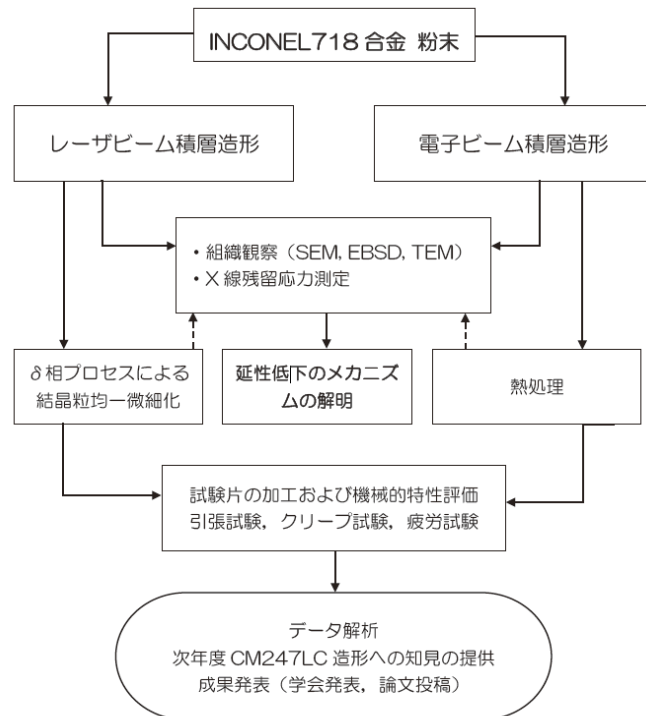 INCONEL718 合金 粉末
レーザビーム積層造形
電子ビーム積層造形
・組織観察（SEM, EBSD, TEM）
・X 線残留応力測定
δ相プロセスによる
結晶粒均一微細化
延性低下のメカニズ
ムの解明
熱処理
試験片の加工および機械的特性評価
引張試験，クリープ試験，疲労試験
データ解析
次年度 CM247LC 造形への知見の提供
成果発表（学会発表，論文投稿）